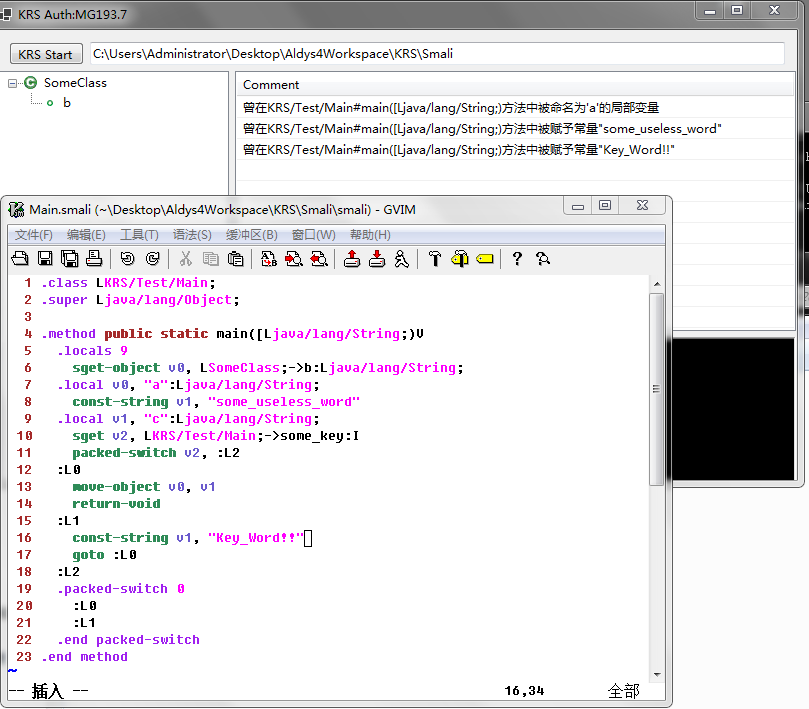 KRS Auth:MG193.7
KRS Start C:\Users\Administrator\Desktop\Aldys4Workspace\KRS\Smali
SomeClass
b
Comment
曾在KRS/Test/Main#main([Ljava/lang/String;)方法中被命名为'a'的局部变量
曾在KRS/Test/Main#main([Ljava/lang/String;)方法中被赋予常量"some_useless_word"
曾在KRS/Test/Main#main([Ljava/lang/String;)方法中被赋予常量"Key_Word!!"
Main.smali (~\Desktop\Aldys4Workspace\KRS\Smali\smali) - GVIM
文件(F) 编辑(E) 工具(T) 语法(S) 缓冲区(B) 窗口(W) 帮助(H)
1 .class LKRS/Test/Main;
2 .super Ljava/lang/Object;
3
4 .method public static main([Ljava/lang/String;)V
5 .locals 9
6 sget-object v0, LSomeClass;->b:Ljava/lang/String;
7 .local v0, "a":Ljava/lang/String;
8 const-string v1, "some_useless_word"
9 .local v1, "c":Ljava/lang/String;
10 sget v2, LKRS/Test/Main;->some_key:I
11 packed-switch v2, :L2
12 :L0
13 move-object v0, v1
14 return-void
15 :L1
16 const-string v1, "Key_Word!!"
17 goto :L0
18 :L2
19 .packed-switch 0
20 :L0
21 :L1
22 .end packed-switch
23 .end method
~
-- 插入 -- 16,34 全部